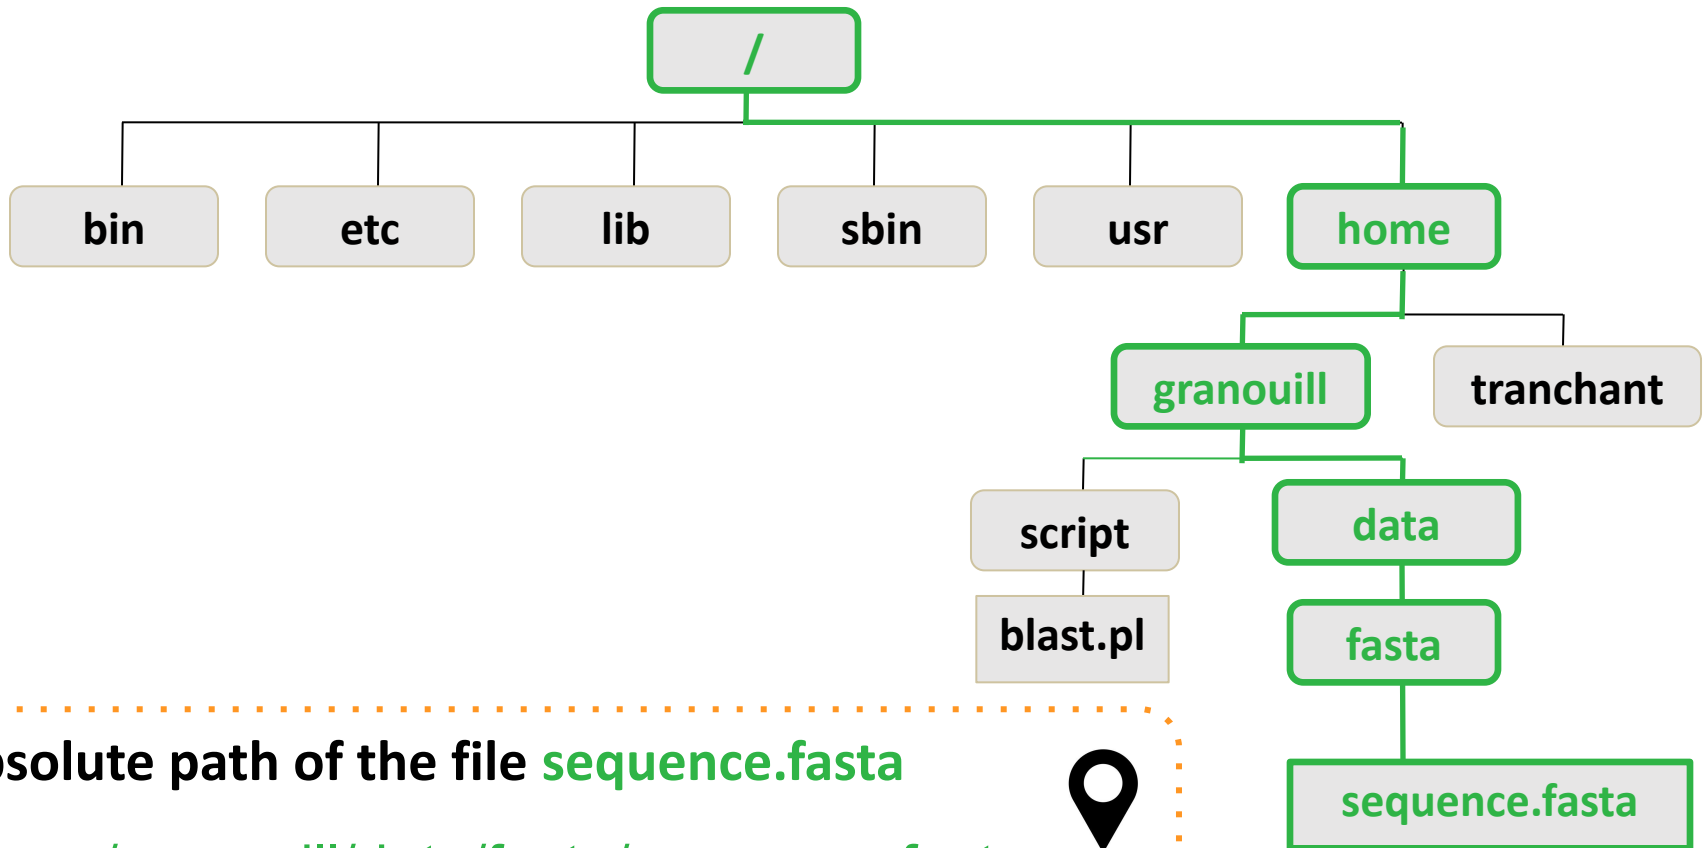 /
bin etc lib sbin usr home
granouill tranchant
script data
blast.pl fasta
path of the file sequence.fasta
sequence.fasta